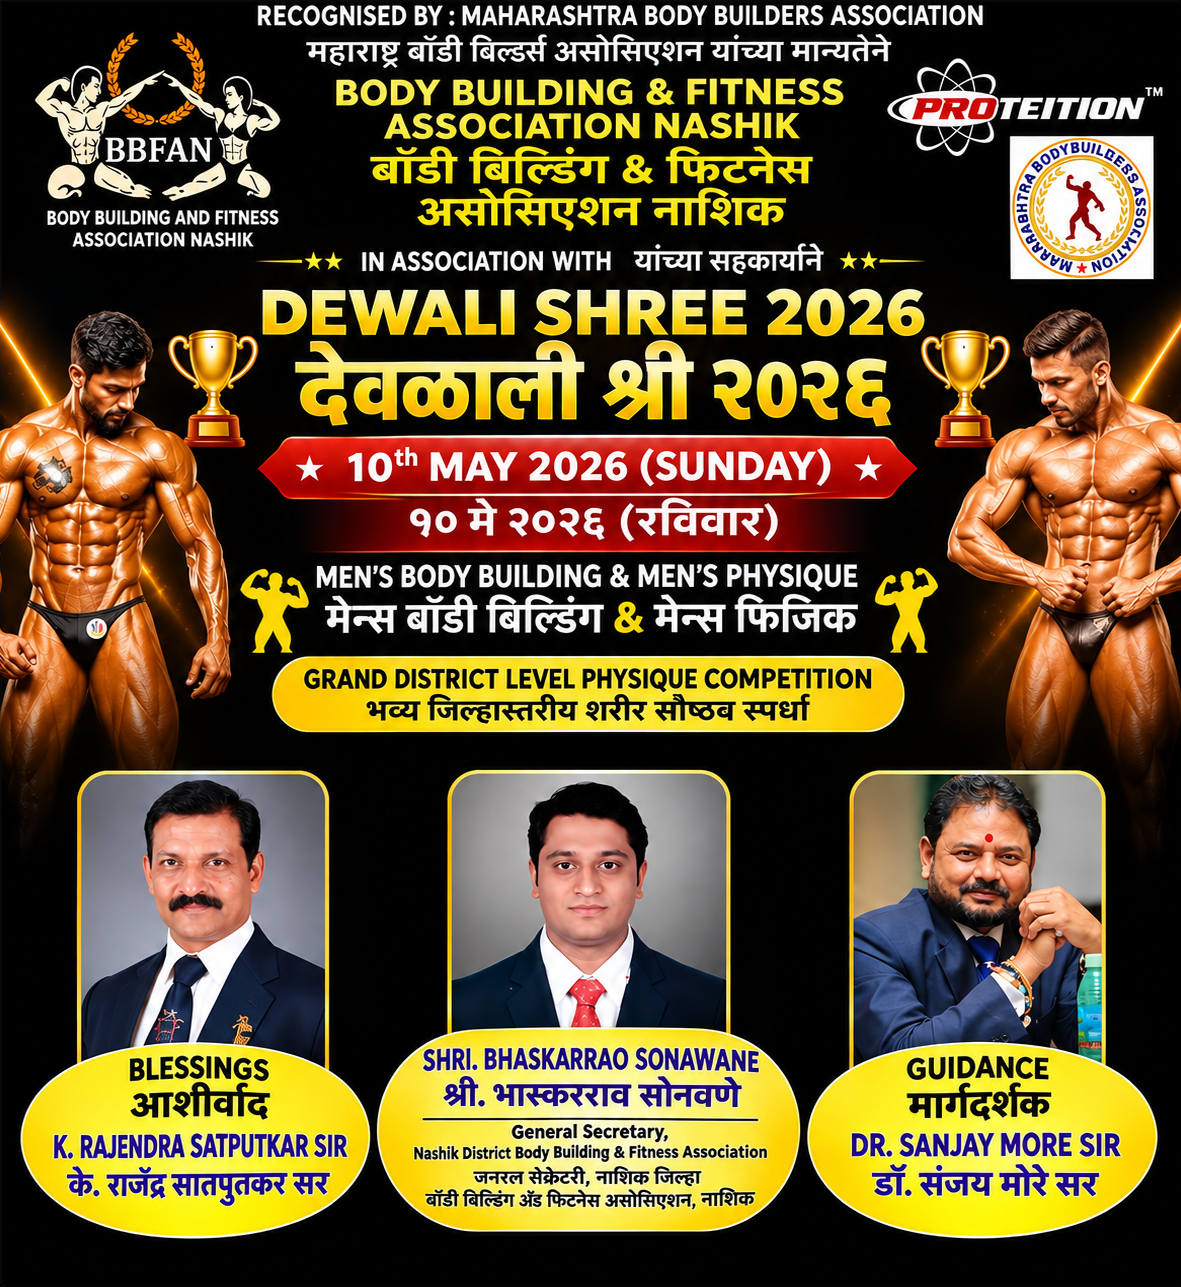 RECOGNISED BY : MAHARASHTRA BODY BUILDERS ASSOCIATION
महाराष्ट्र बॉडी बिल्डर्स असोसिएशन यांच्या मान्यतेने
BBFAN
BODY BUILDING AND FITNESS
ASSOCIATION NASHIK
BODY BUILDING & FITNESS
ASSOCIATION NASHIK
बॉडी बिल्डिंग & फिटनेस
असोसिएशन नाशिक
PROTEITION™
MARARABHTRA BODYBUILDESS ASSOCIATION
IN ASSOCIATION WITH यांच्या सहकार्याने
DEWALI SHREE 2026
देवळाली श्री २०२६
10th MAY 2026 (SUNDAY)
१० मे २०२६ (रविवार)
MEN'S BODY BUILDING & MEN'S PHYSIQUE
मेन्स बॉडी बिल्डिंग & मेन्स फिजिक
GRAND DISTRICT LEVEL PHYSIQUE COMPETITION
भव्य जिल्हास्तरीय शरीर सौष्ठब स्पर्धा
BLESSINGS
आशीर्वाद
K. RAJENDRA SATPUTKAR SIR
के. राजेंद्र सातपुतकर सर
SHRI. BHASKARRAO SONAWANE
श्री. भास्करराव सोनवणे
General Secretary,
Nashik District Body Building & Fitness Association
जनरल सेक्रेटरी, नाशिक जिल्हा
बॉडी बिल्डिंग अँड फिटनेस असोसिएशन, नाशिक
GUIDANCE
मार्गदर्शक
DR. SANJAY MORE SIR
डॉ. संजय मोरे सर